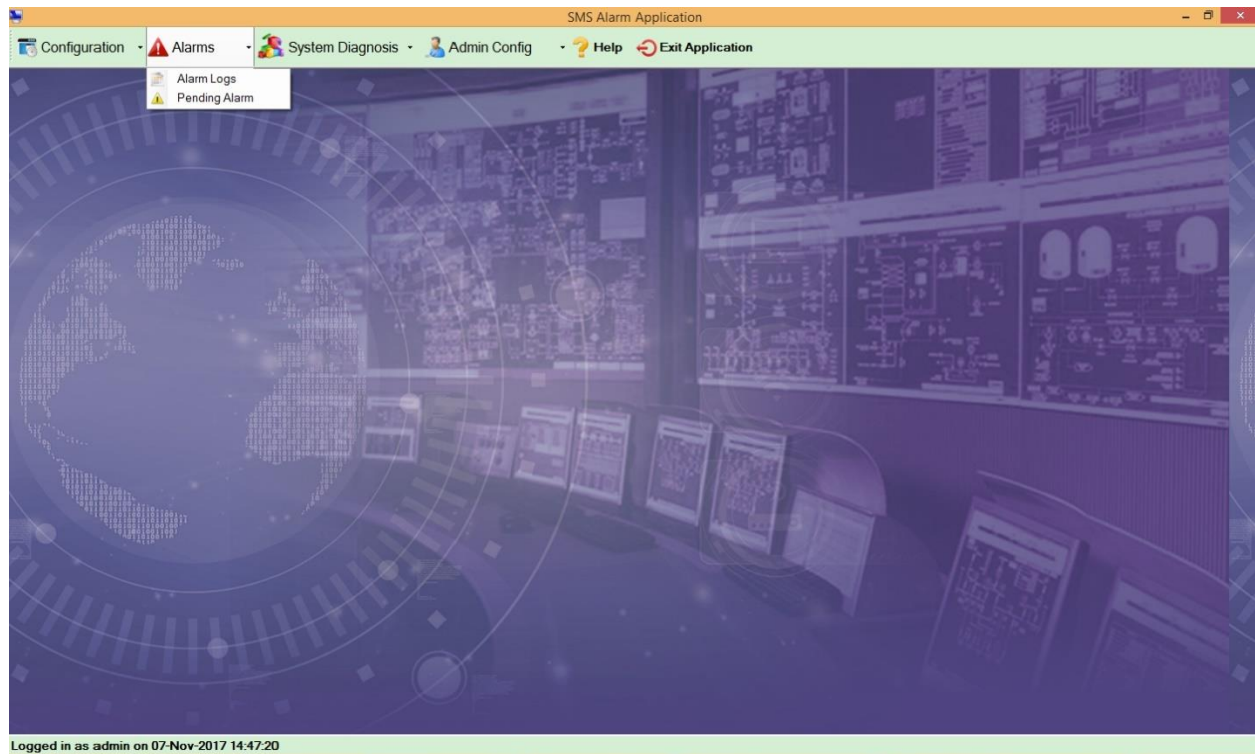 SMS Alarm Application
Configuration Alarms System Diagnosis Admin Config Help Exit Application
Alarm Logs
Pending Alarm
Logged in as admin on 07-Nov-2017 14:47:20